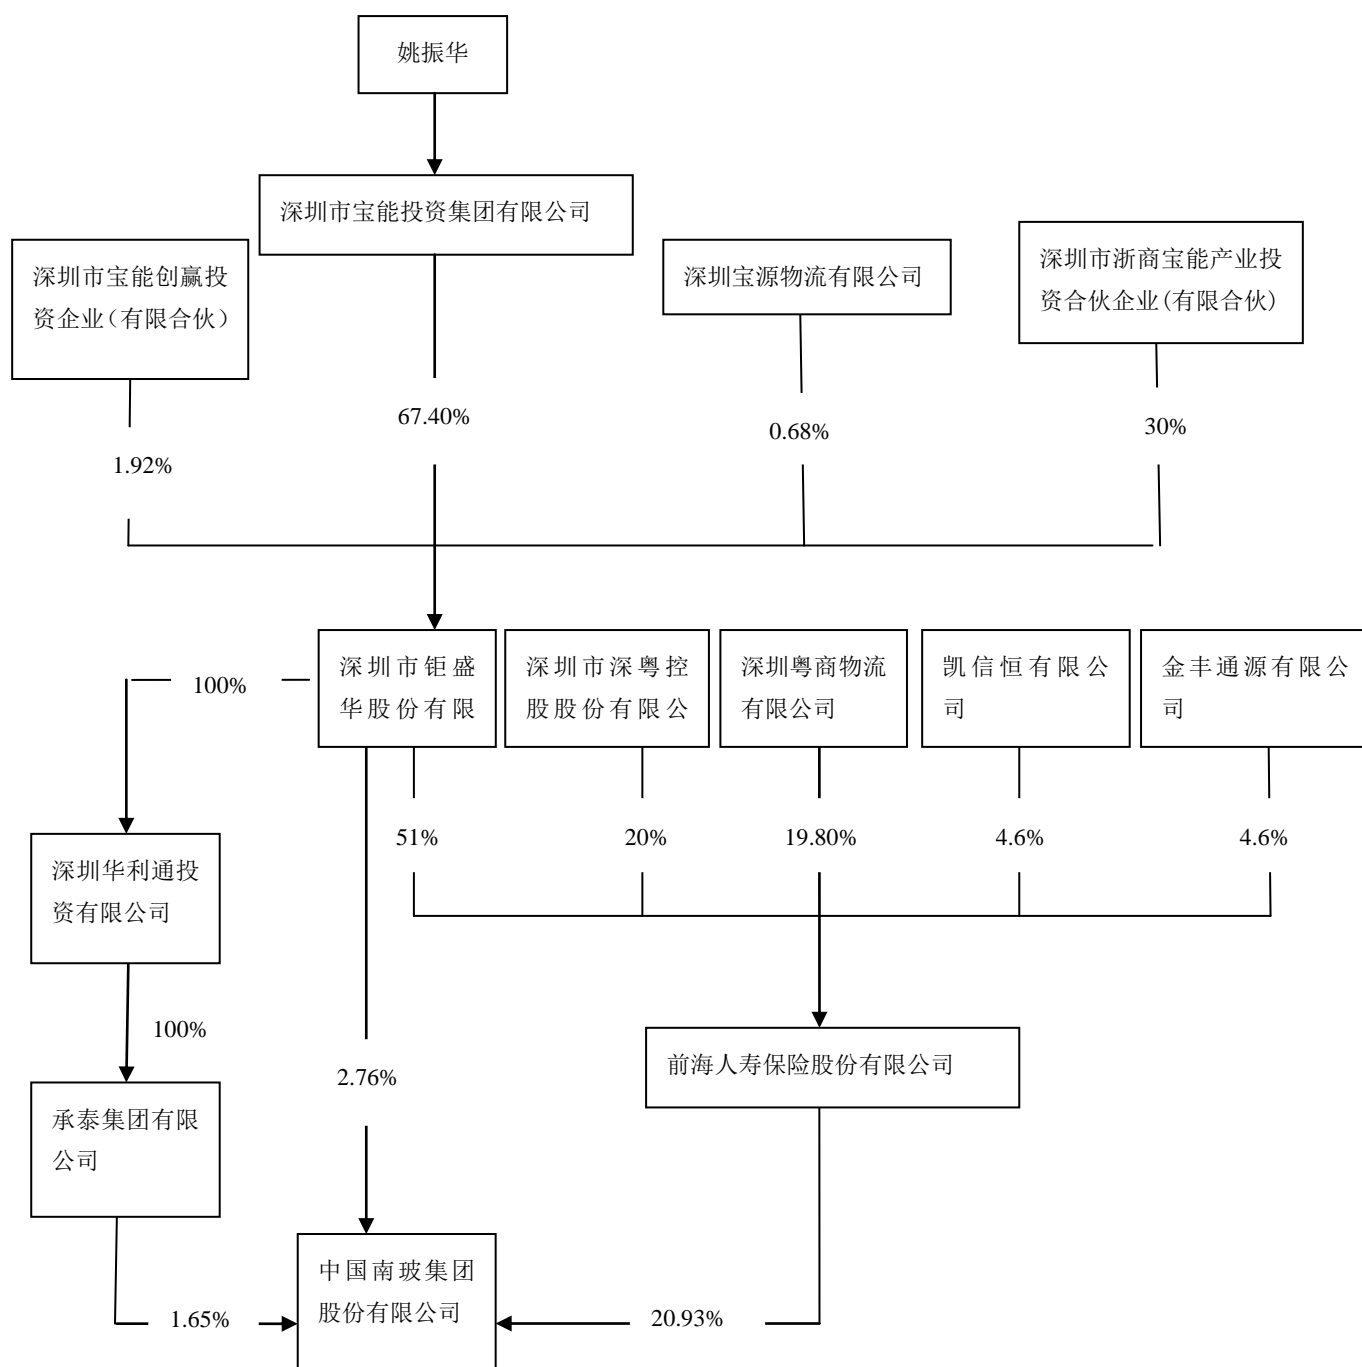 姚振华
深圳市宝能投资集团有限公司
深圳市宝能创赢投
资企业（有限合伙）
深圳宝源物流有限公司
深圳市浙商宝能产业投
资合伙企业(有限合伙)
67.40%
0.68%
30%
1.92%
深圳市钜盛
华股份有限
深圳市深粤控
股股份有限公
深圳粤商物流
有限公司
凯信恒有限公
司
金丰通源有限公
司
100%
51%
20%
19.80%
4.6%
4.6%
深圳华利通投
资有限公司
100%
前海人寿保险股份有限公司
2.76%
承泰集团有限
公司
中国南玻集团
股份有限公司
1.65%
20.93%